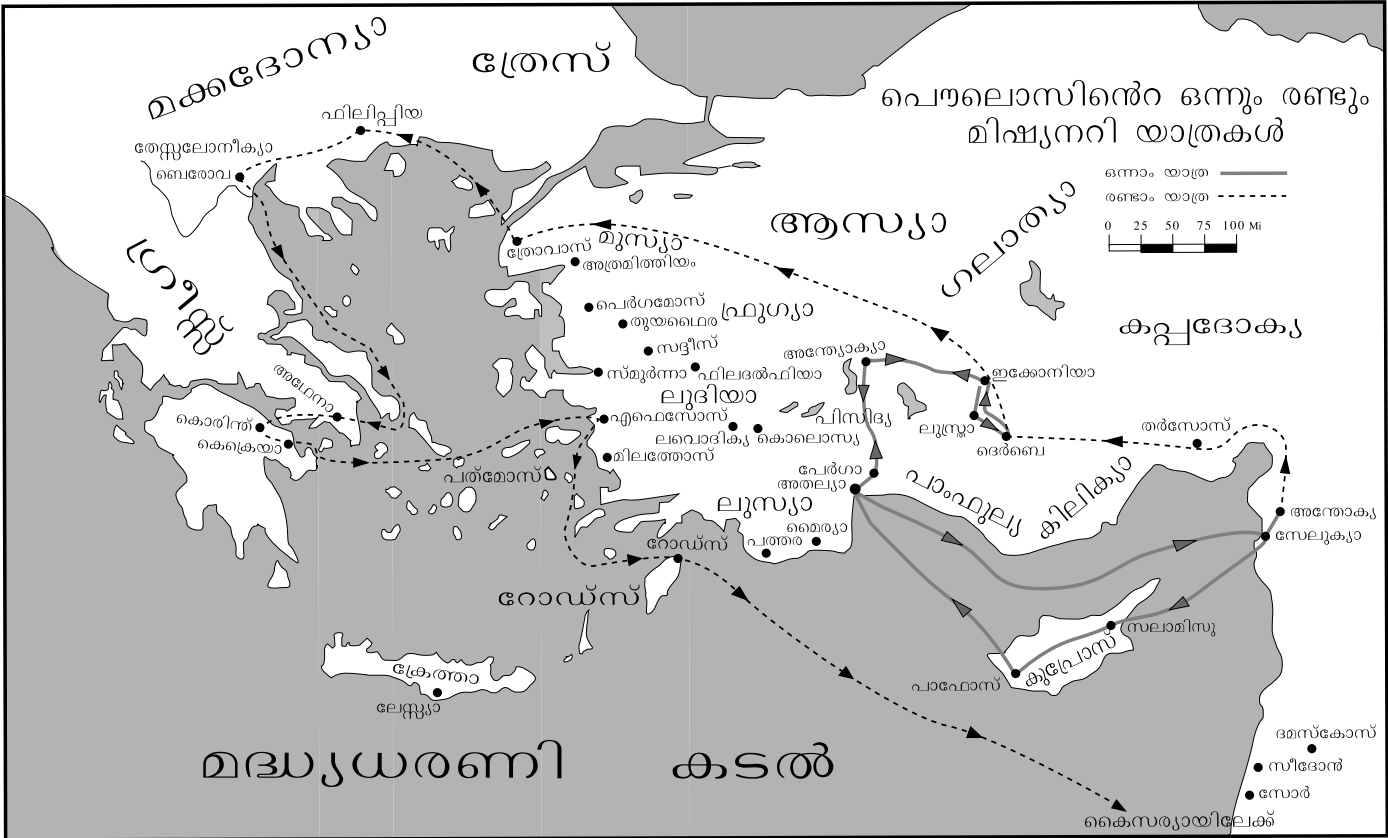 പൌലൊസിൻെറ ഒന്നും രണ്ടും
മിഷ്യനറി യാത്രകൾ
ഒന്നാം യാത്ര
രണ്ടാം യാത്ര
0 25 50 75 100 Mi
മക്കദോന്യാ
ത്രേസ്
ഫിലിപ്പിയ
തേസ്സലോനീക്യാ
ബെരോവ
ഗ്രീസ്സ്
ആസ്യാ
ഗലാത്യാ
ത്രോവാസ്
മുസ്യാ
അത്രമിത്തിയം
പെർഗമോസ്
ഫ്രുഗ്യാ
തുയഥൈര
കപ്പദോക്യ
സദ്ദീസ്
അന്ത്യോക്യാ
സ്മുർന്നാ
ഫിലദൽഫിയാ
ഇക്കോനിയാ
ലുദിയാ
അഥേനാ
കൊരിന്ത്
കെക്രെയാ
എഫെസോസ്
പിസിദ്യ
ലുസ്ത്രാ
ലവൊദിക്യ
കൊലൊസ്യ
ദെർബെ
തർസോസ്
മിലത്തോസ്
പത്മോസ്
പേർഗാ
അതല്യാ
പാംഫുല്യ
കിലിക്യാ
ലുസ്യാ
മൈര്യാ
പത്തര
അന്തോക്യ
സേലുക്യാ
റോഡ്സ്
റോഡ്സ്
സലാമിസു
കുപ്രോസ്
പാഫോസ്
ക്രേത്താ
ലേസ്സ്യാ
മദ്ധ്യധരണി കടൽ
ദമസ്കോസ്
സീദോൻ
സോർ
കൈസര്യായിലേക്ക്